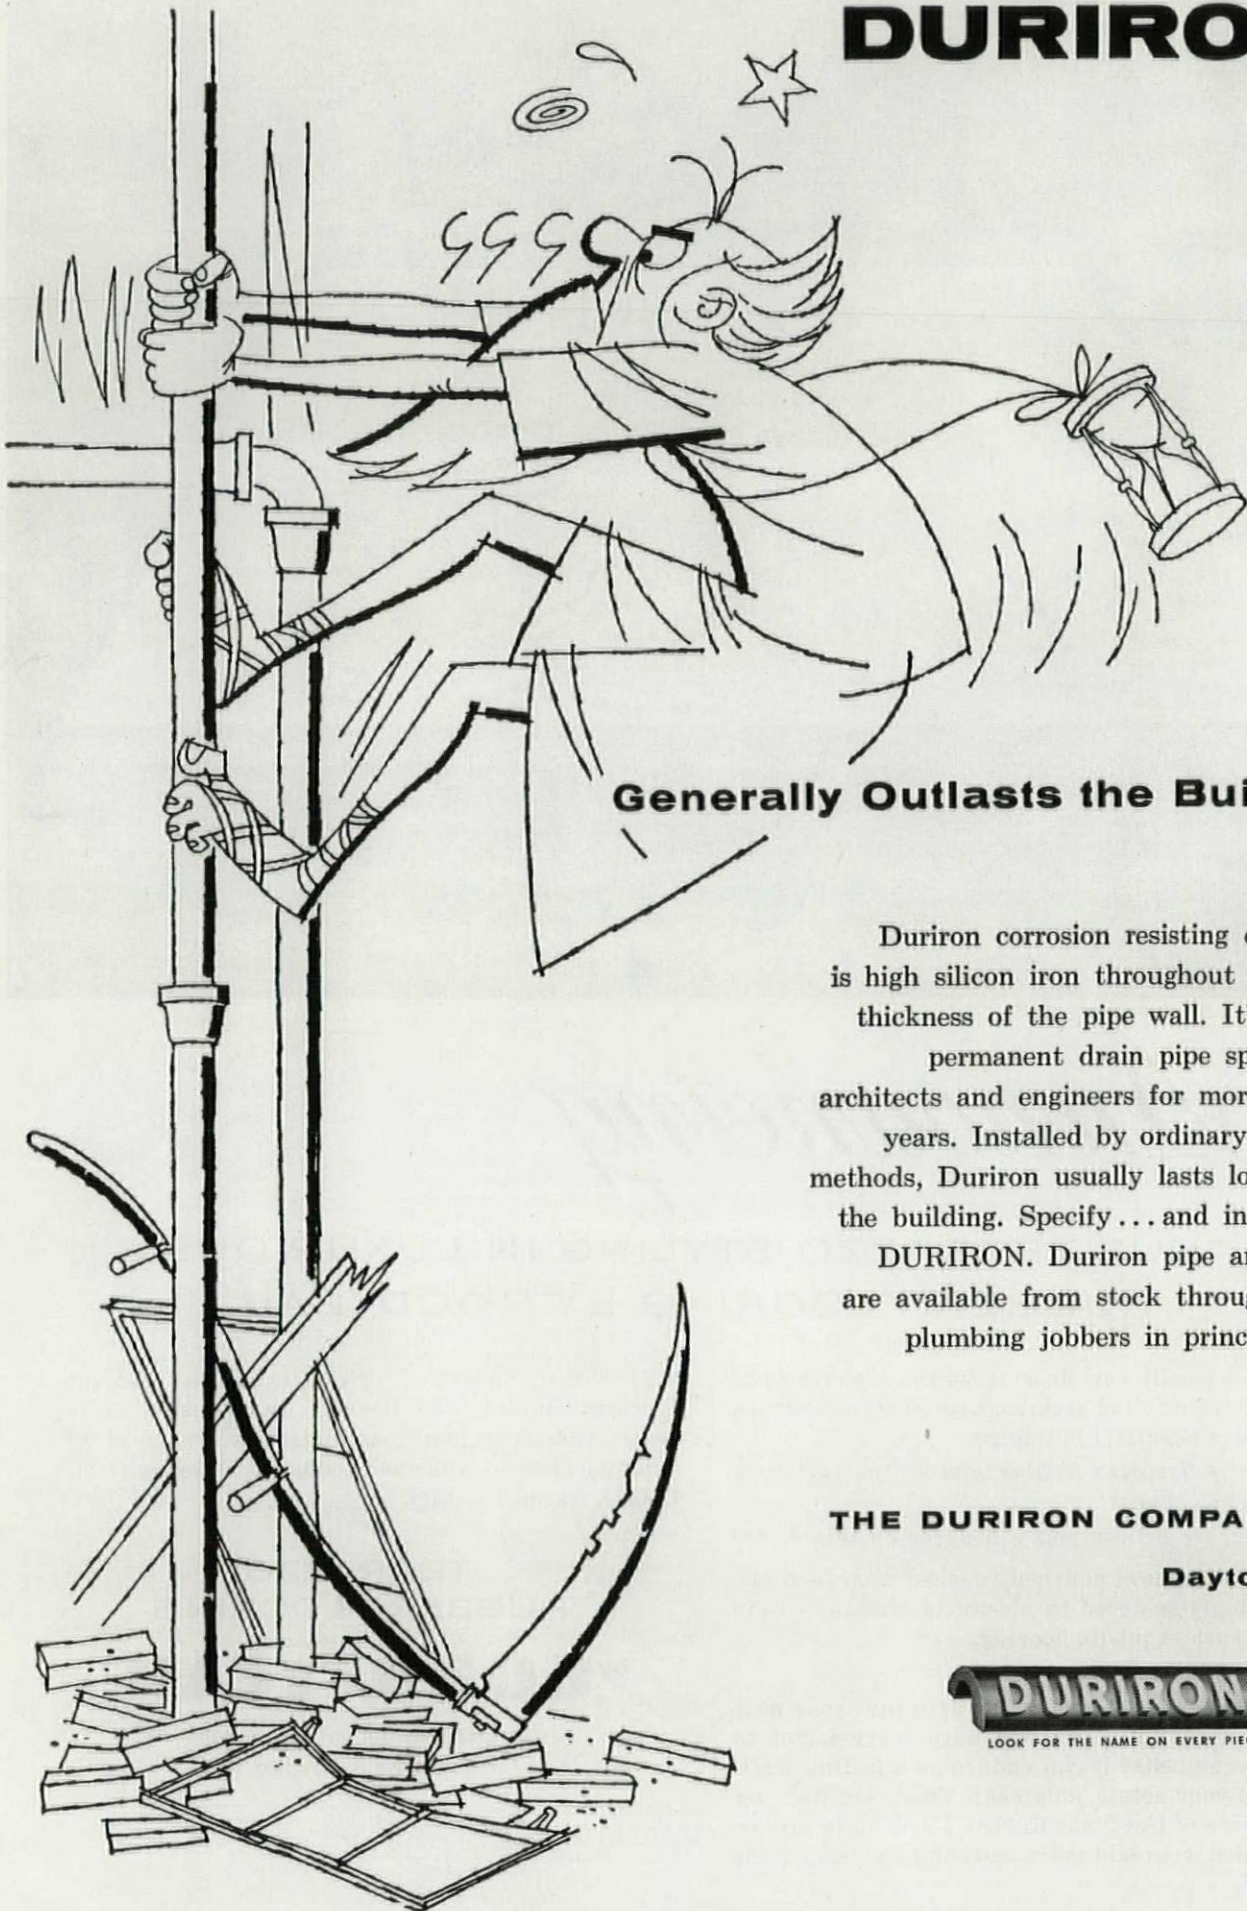 DURIRO
Generally Outlasts the Bui
Duriron corrosion resisting
is high silicon iron throughout
thickness of the pipe wall. It
permanent drain pipe sp
architects and engineers for mor
years. Installed by ordinary
methods, Duriron usually lasts lo
the building. Specify...and in
DURIRON. Duriron pipe ar
are available from stock throug
plumbing jobbers in princ
THE DURIRON COMPA
Dayto
DURIRON
LOOK FOR THE NAME ON EVERY PIE